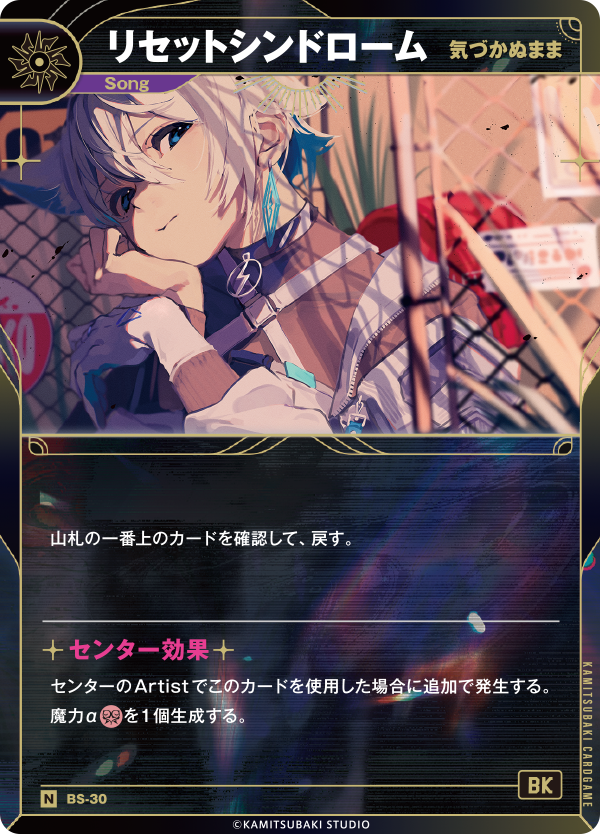 リセットシンドローム 気づかぬまま
Song
山札の一番上のカードを確認して、戻す。
センター効果
センターのArtistでこのカードを使用した場合に追加で発生する。
魔力αを1個生成する。
BK
N BS-30
KAMITSUBAKI CARDGAME
©KAMITSUBAKI STUDIO